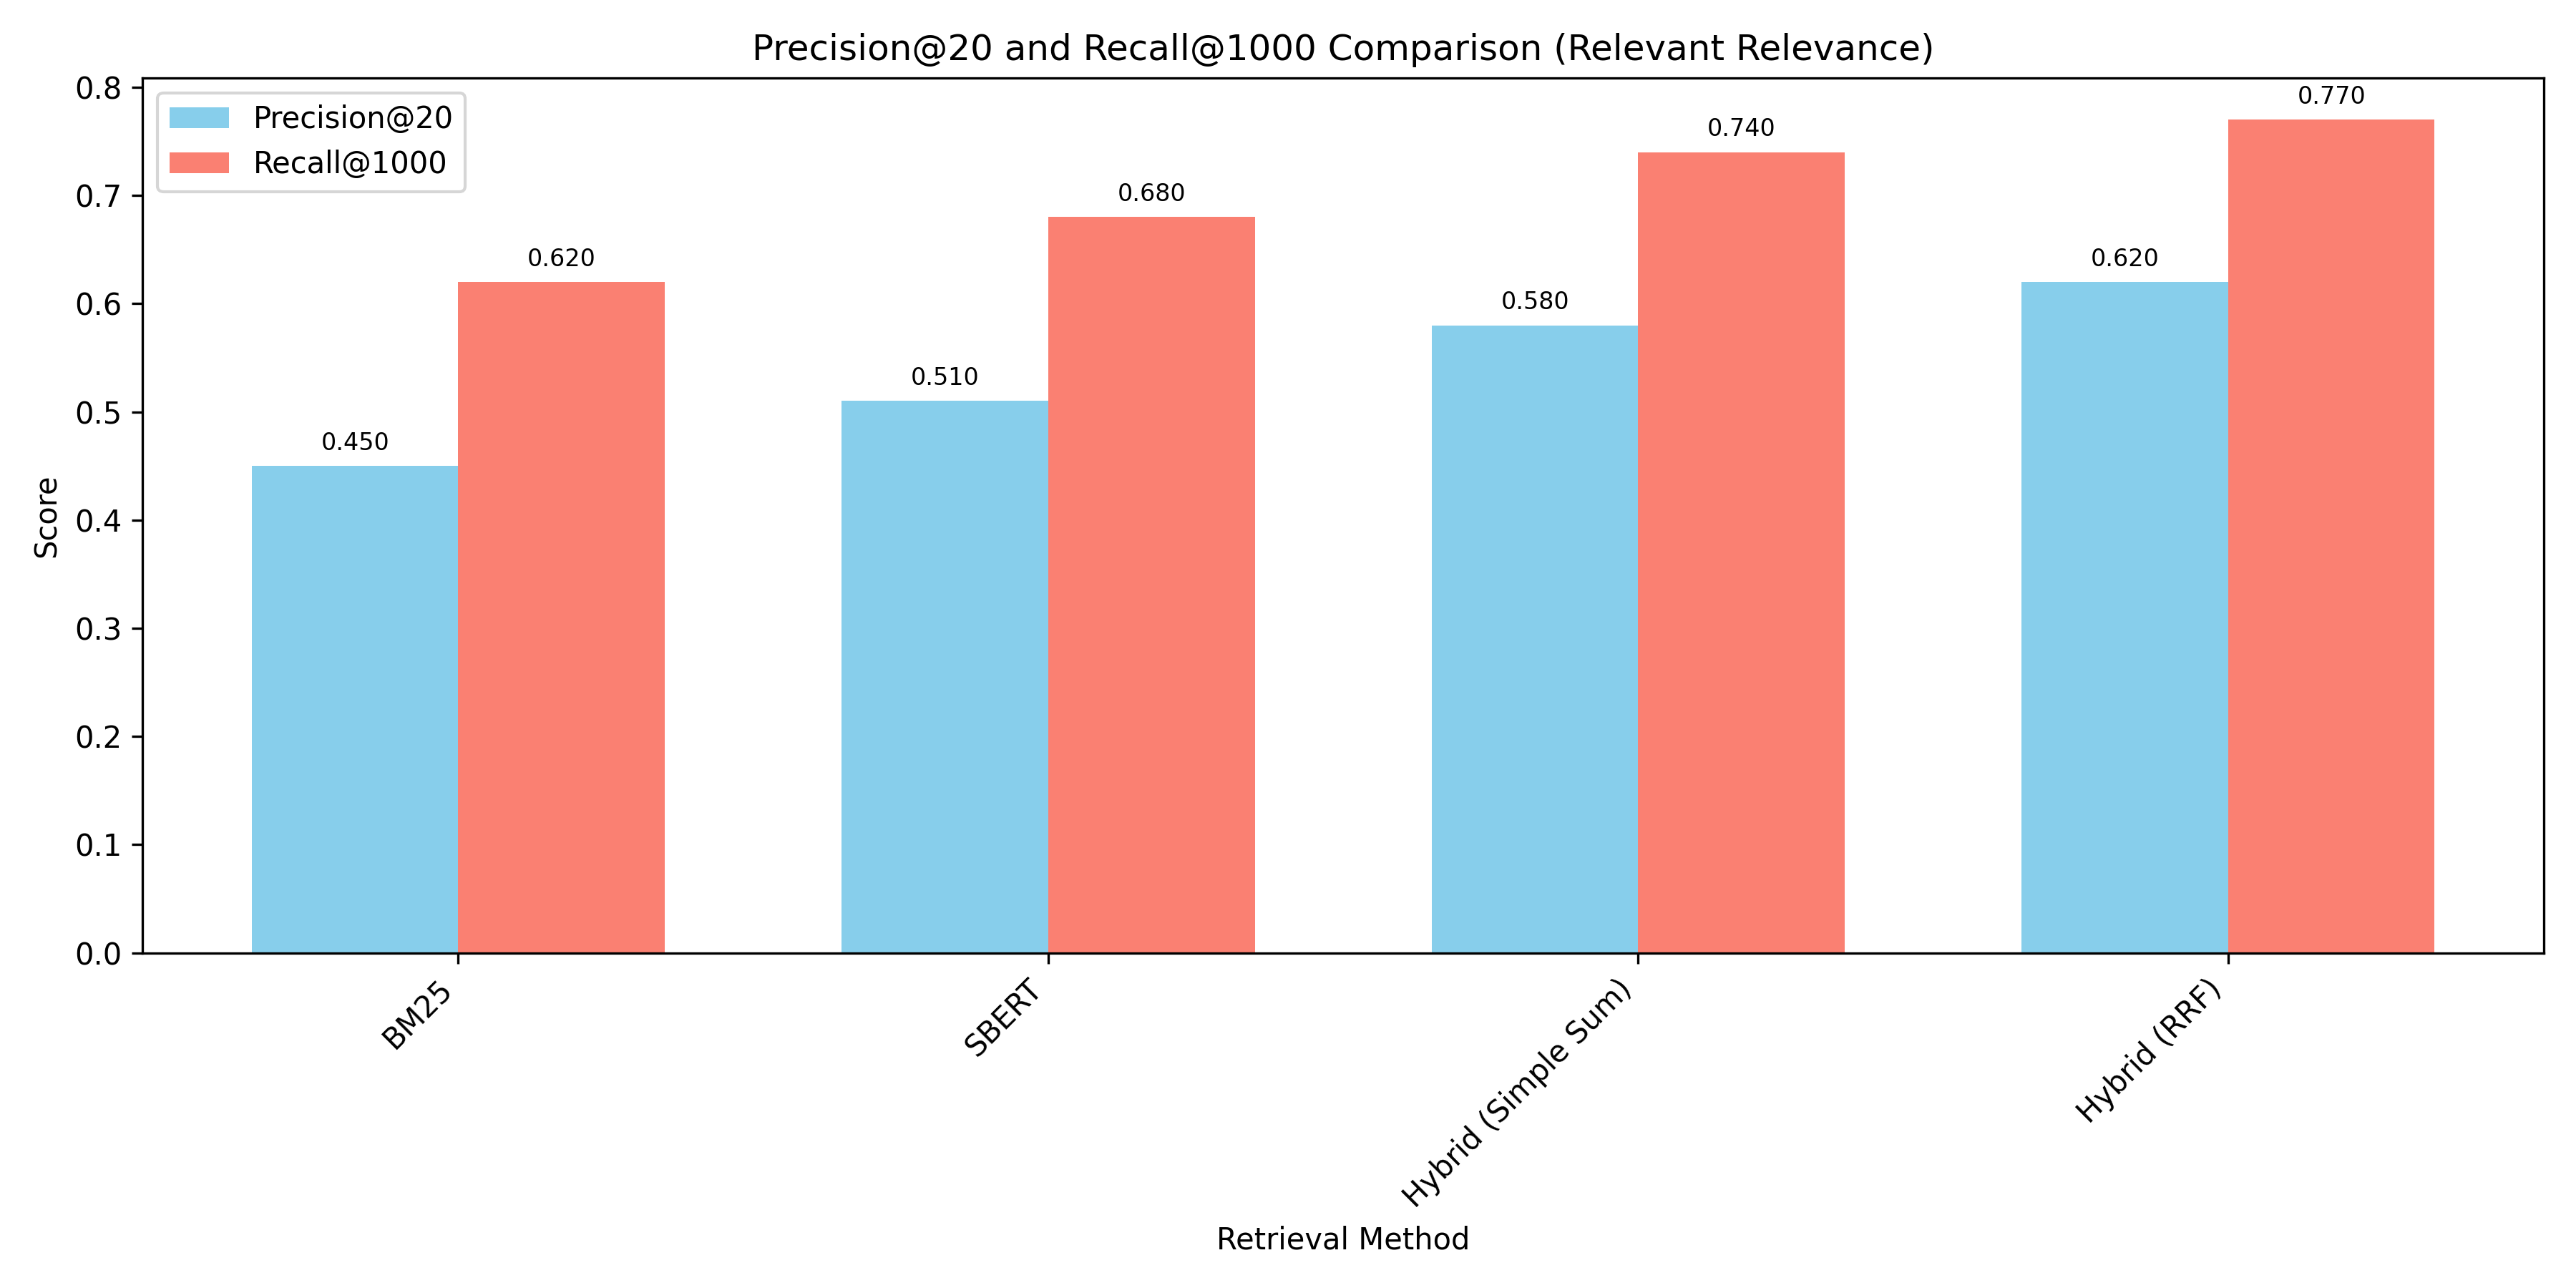 Precision@20 and Recall@1000 Comparison (Relevant Relevance)
Precision@20
Recall@1000
Score
0.8
0.7
0.6
0.5
0.4
0.3
0.2
0.1
0.0
0.450
0.620
0.510
0.680
0.580
0.740
0.620
0.770
BM25
SBERT
Hybrid (Simple Sum)
Hybrid (RRF)
Retrieval Method